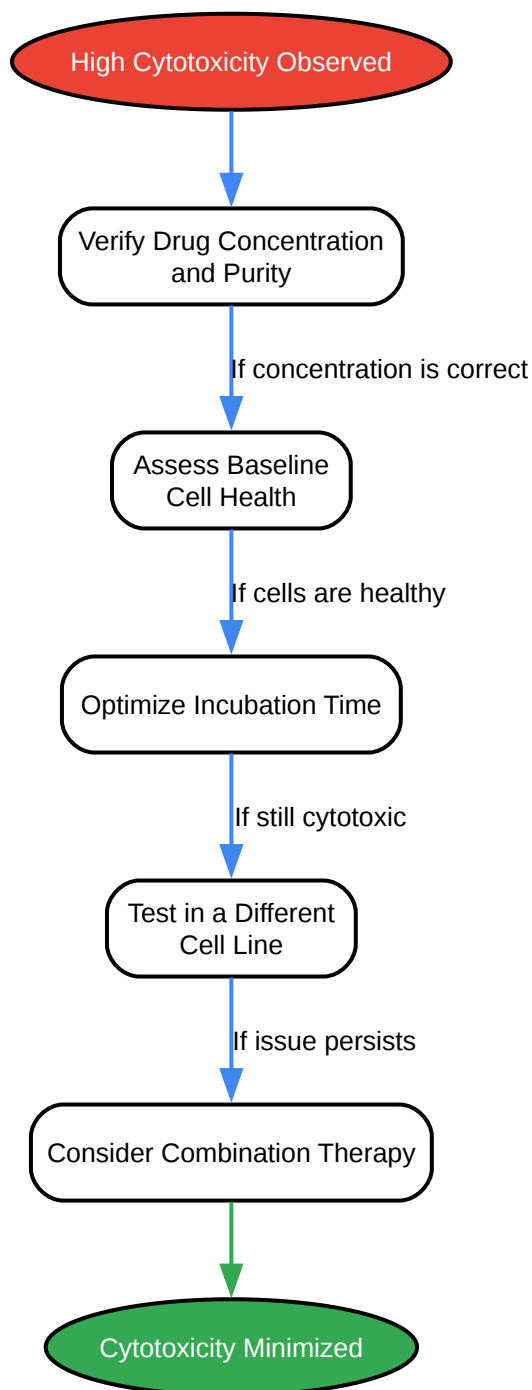 High Cytotoxicity Observed
Verify Drug Concentration
and Purity
If concentration is correct
Assess Baseline
Cell Health
If cells are healthy
Optimize Incubation Time
If still cytotoxic
Test in a Different
Cell Line
If issue persists
Consider Combination Therapy
Cytotoxicity Minimized